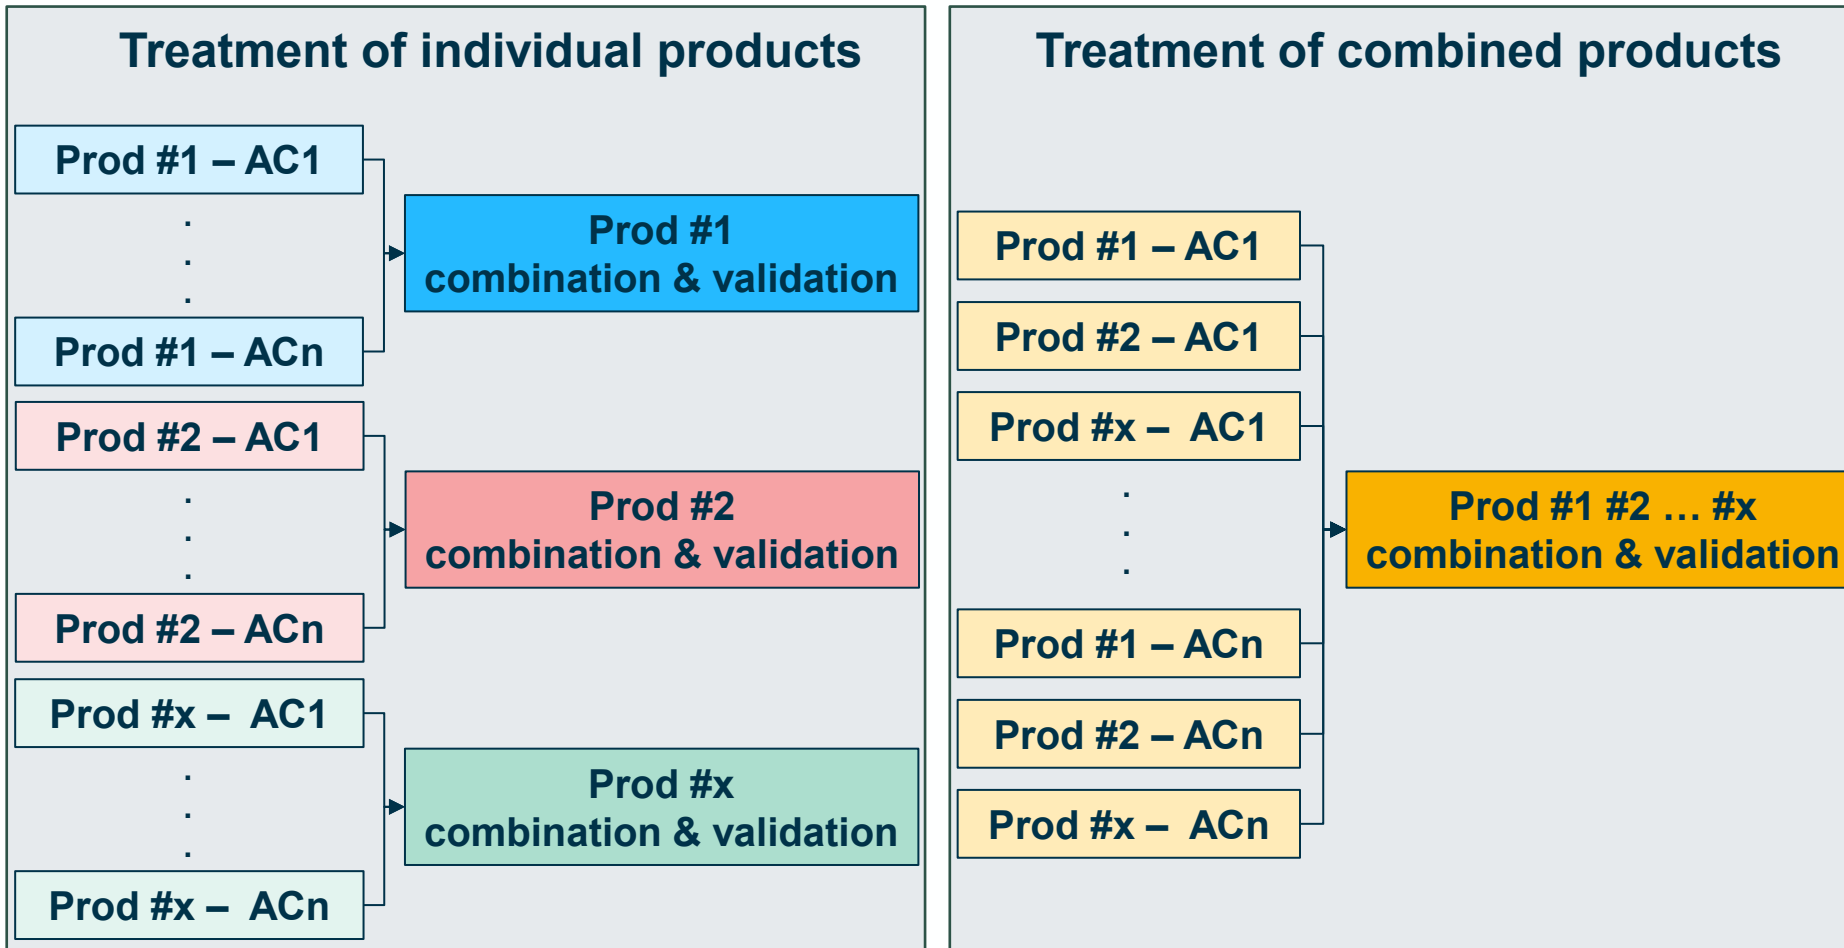 Treatment of individual products
Prod #1 – AC1
.
.
.
Prod #1 – ACn
Prod #1
combination & validation
Prod #2 – AC1
.
.
.
Prod #2 – ACn
Prod #2
combination & validation
Prod #x –  AC1
.
.
.
Prod #x –  ACn
Prod #x
combination & validation
Treatment of combined products
Prod #1 – AC1
Prod #2 – AC1
Prod #x –  AC1
.
.
.
Prod #1 – ACn
Prod #2 – ACn
Prod #x –  ACn
Prod #1 #2 … #x
combination & validation